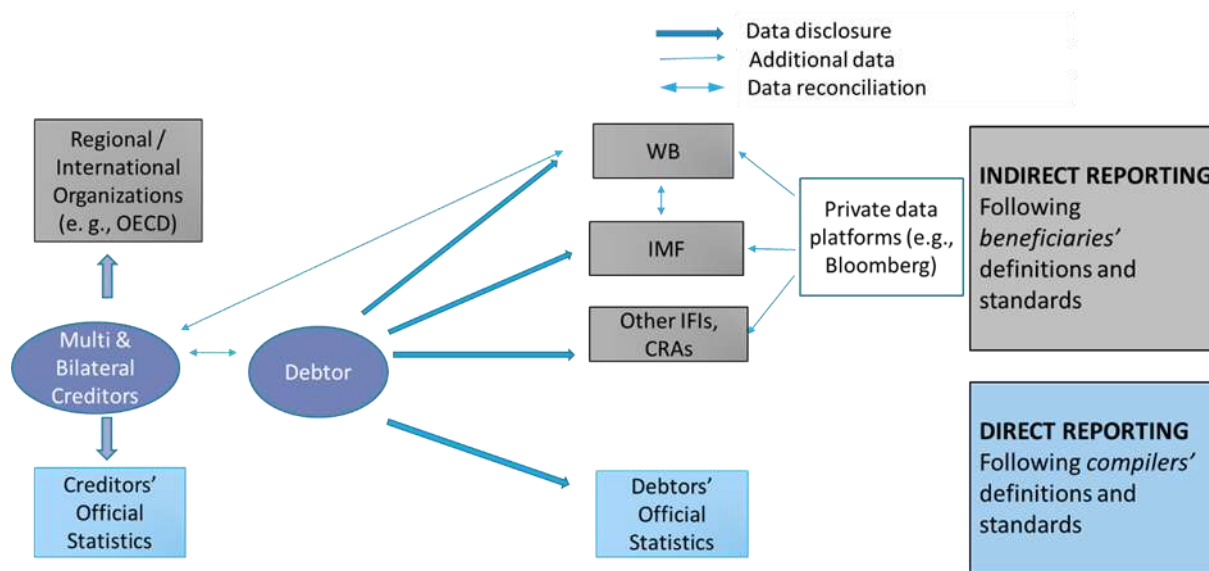 Data disclosure
Additional data
Data reconciliation
Regional /
International
Organizations
(e. g., OECD)
WB
IMF
Other IFIs,
CRAs
Private data
platforms (e.g.,
Bloomberg)
INDIRECT REPORTING
Following
beneficiaries’
definitions and
standards
Multi &
Bilateral
Creditors
Debtor
Creditors’
Official
Statistics
Debtors’
Official
Statistics
DIRECT REPORTING
Following compilers’
definitions and
standards